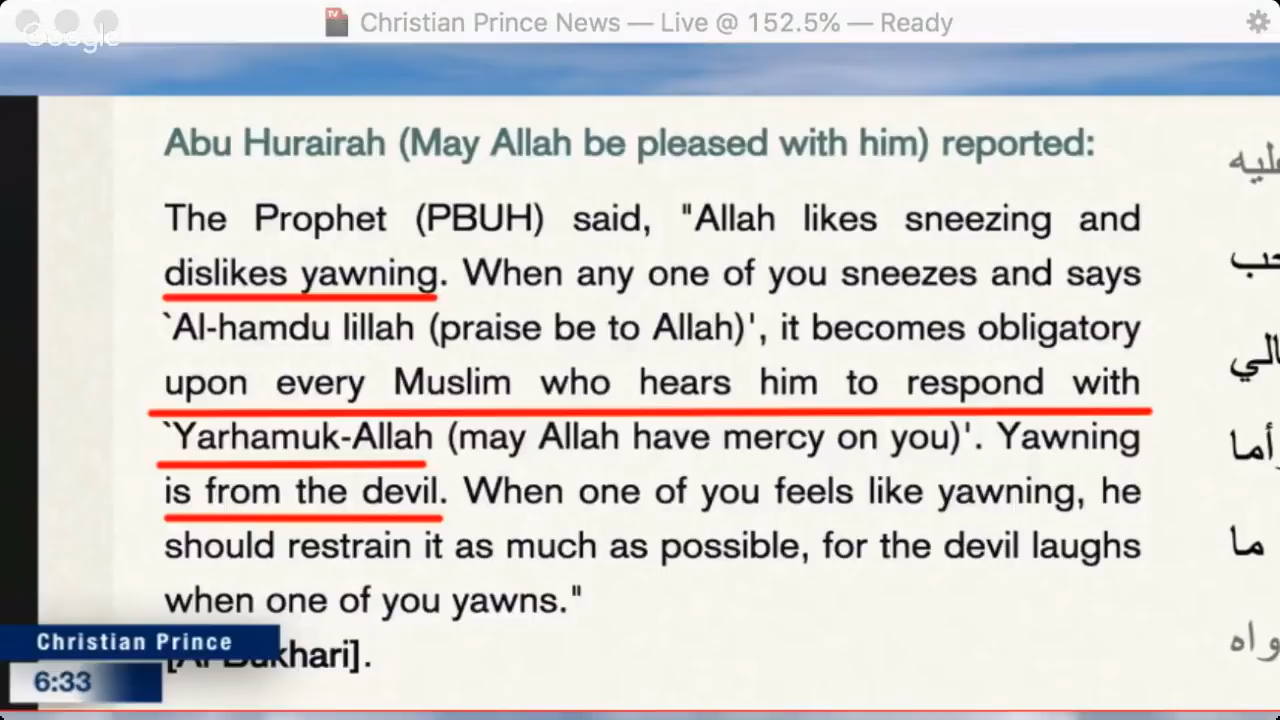 Christian Prince News — Live @ 152.5% — Ready
Google
Abu Hurairah (May Allah be pleased with him) reported:
The Prophet (PBUH) said, "Allah likes sneezing and
dislikes yawning. When any one of you sneezes and says
`Al-hamdu lillah (praise be to Allah)', it becomes obligatory
upon every Muslim who hears him to respond with
`Yarhamuk-Allah (may Allah have mercy on you)'. Yawning
is from the devil. When one of you feels like yawning, he
should restrain it as much as possible, for the devil laughs
when one of you yawns."
[Al-Bukhari].
Christian Prince
6:33
ما